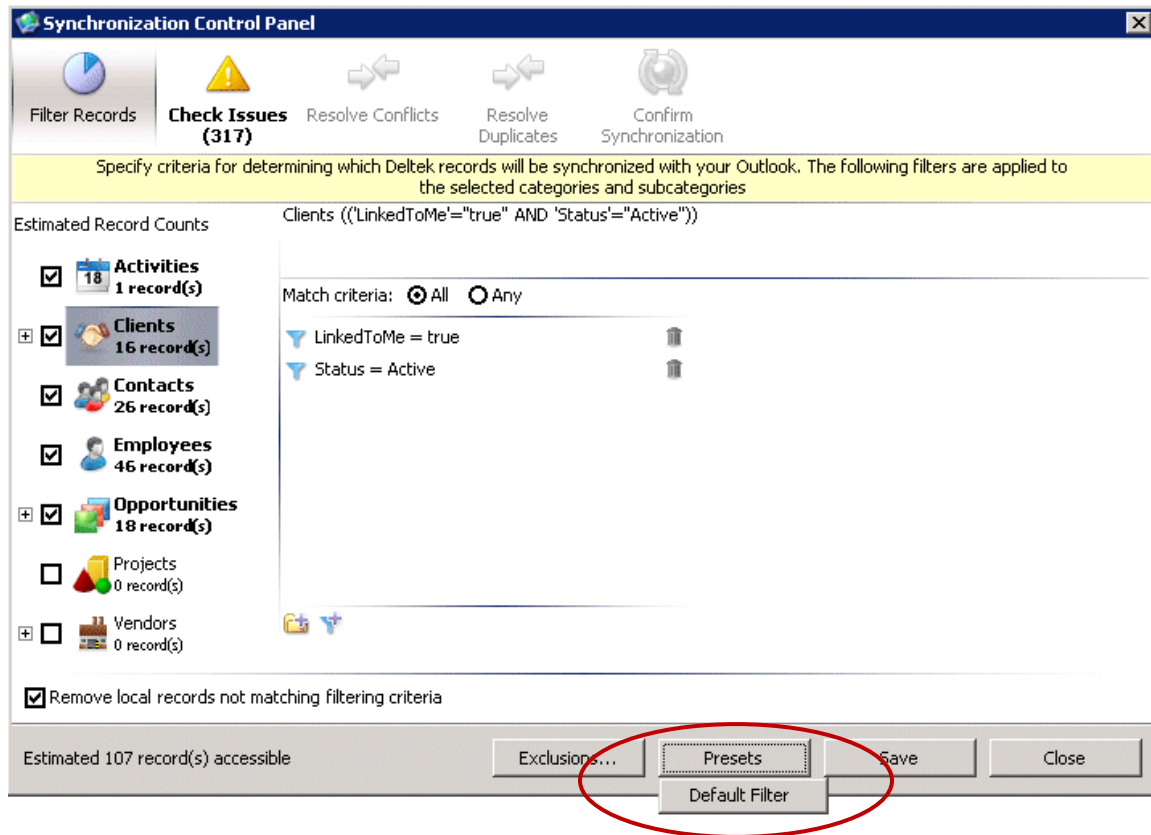 Synchronization Control Panel
Filter Records
Check Issues
(317)
Resolve Conflicts
Resolve
Duplicates
Confirm
Synchronization
Specify criteria for determining which Deltek records will be synchronized with your Outlook. The following filters are applied to
the selected categories and subcategories
Estimated Record Counts
18
Activities
1 record(s)
Clients
16 record(s)
Contacts
26 record(s)
Employees
46 record(s)
Opportunities
18 record(s)
Projects
0 record(s)
Vendors
0 record(s)
Clients (('LinkedToMe'="true" AND 'Status'="Active"))
Match criteria: All Any
LinkedToMe = true
Status = Active
Remove local records not matching filtering criteria
Estimated 107 record(s) accessible
Exclusions...
Presets
Save
Close
Default Filter